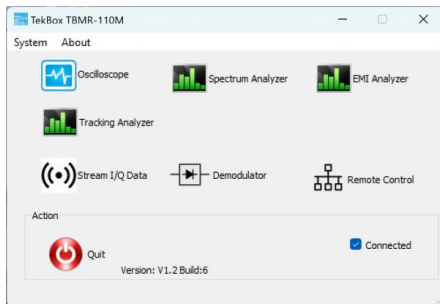 TekBox TBMR-110M
System About
Oscilloscope Spectrum Analyzer EMI Analyzer
Tracking Analyzer
Stream I/Q Data Demodulator Remote Control
Action
Quit Connected
Version: V1.2 Build:6